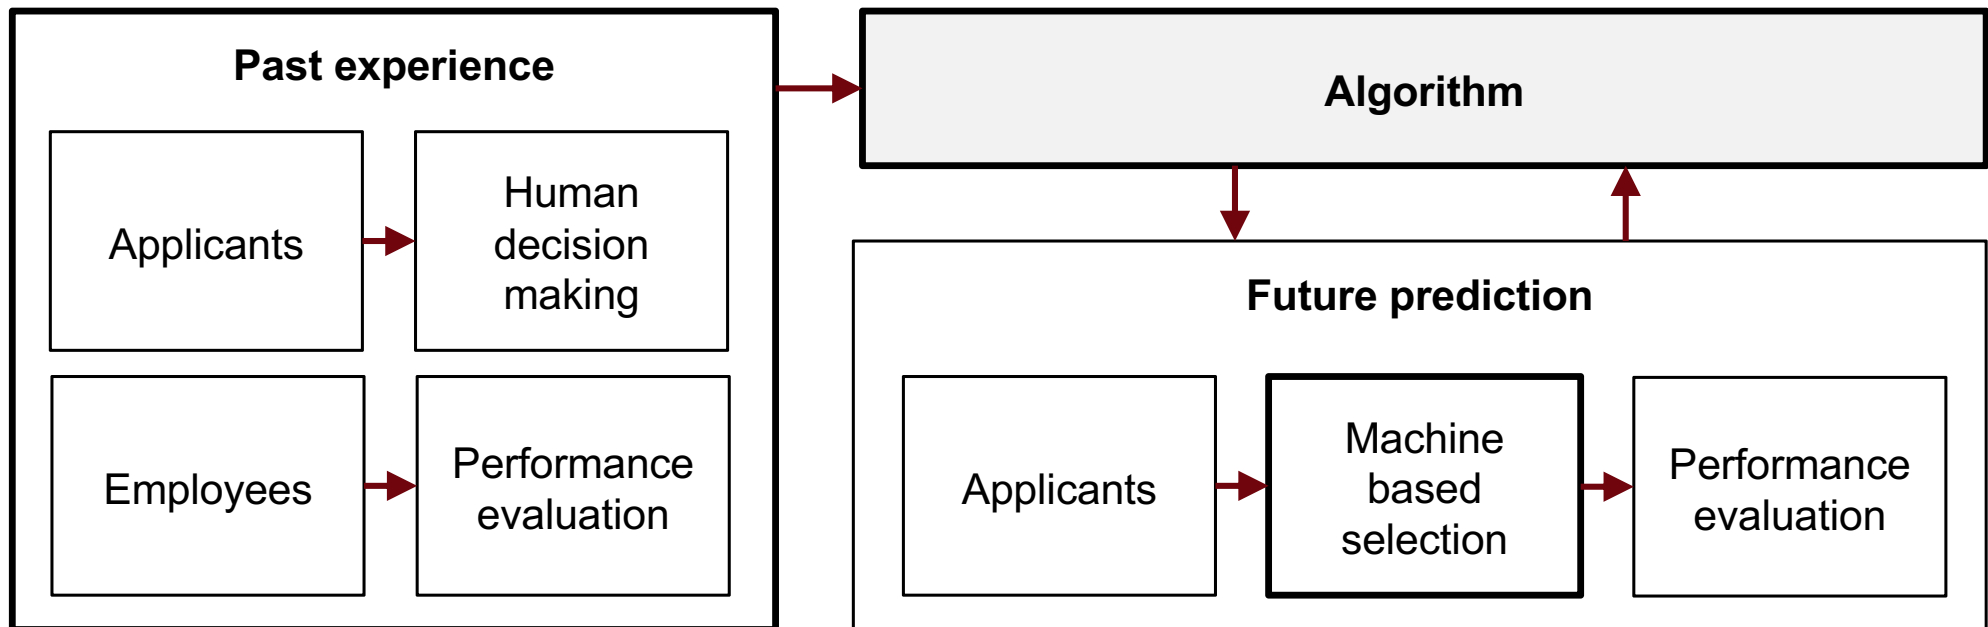 Past experience
Applicants
Human
decision
making
Employees
Performance
evaluation
Algorithm
Future prediction
Applicants
Machine
based
selection
Performance
evaluation